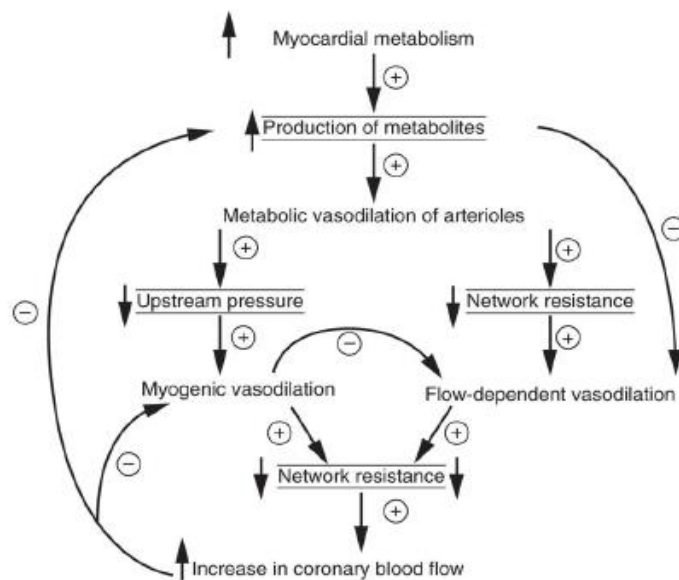 Myocardial metabolism
+
Production of metabolites
+
Metabolic vasodilation of arterioles
−
+ +
Upstream pressure Network resistance
−
+ − +
Myogenic vasodilation Flow-dependent vasodilation
+ +
−
Network resistance
+
Increase in coronary blood flow